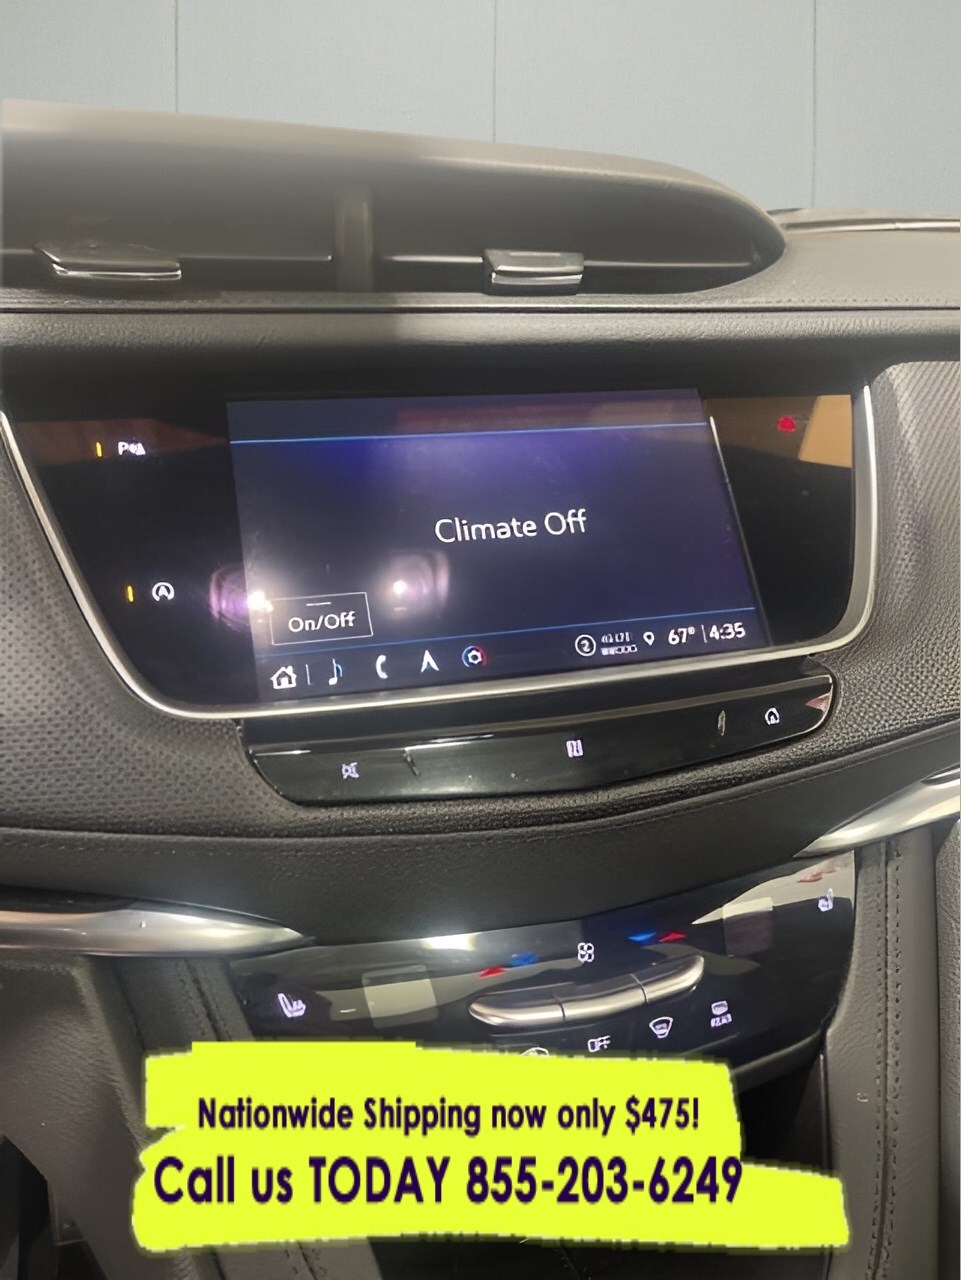 Climate Off
On/Off
67° 4:35
OFF
REAR
Nationwide Shipping now only $475!
Call us TODAY 855-203-6249